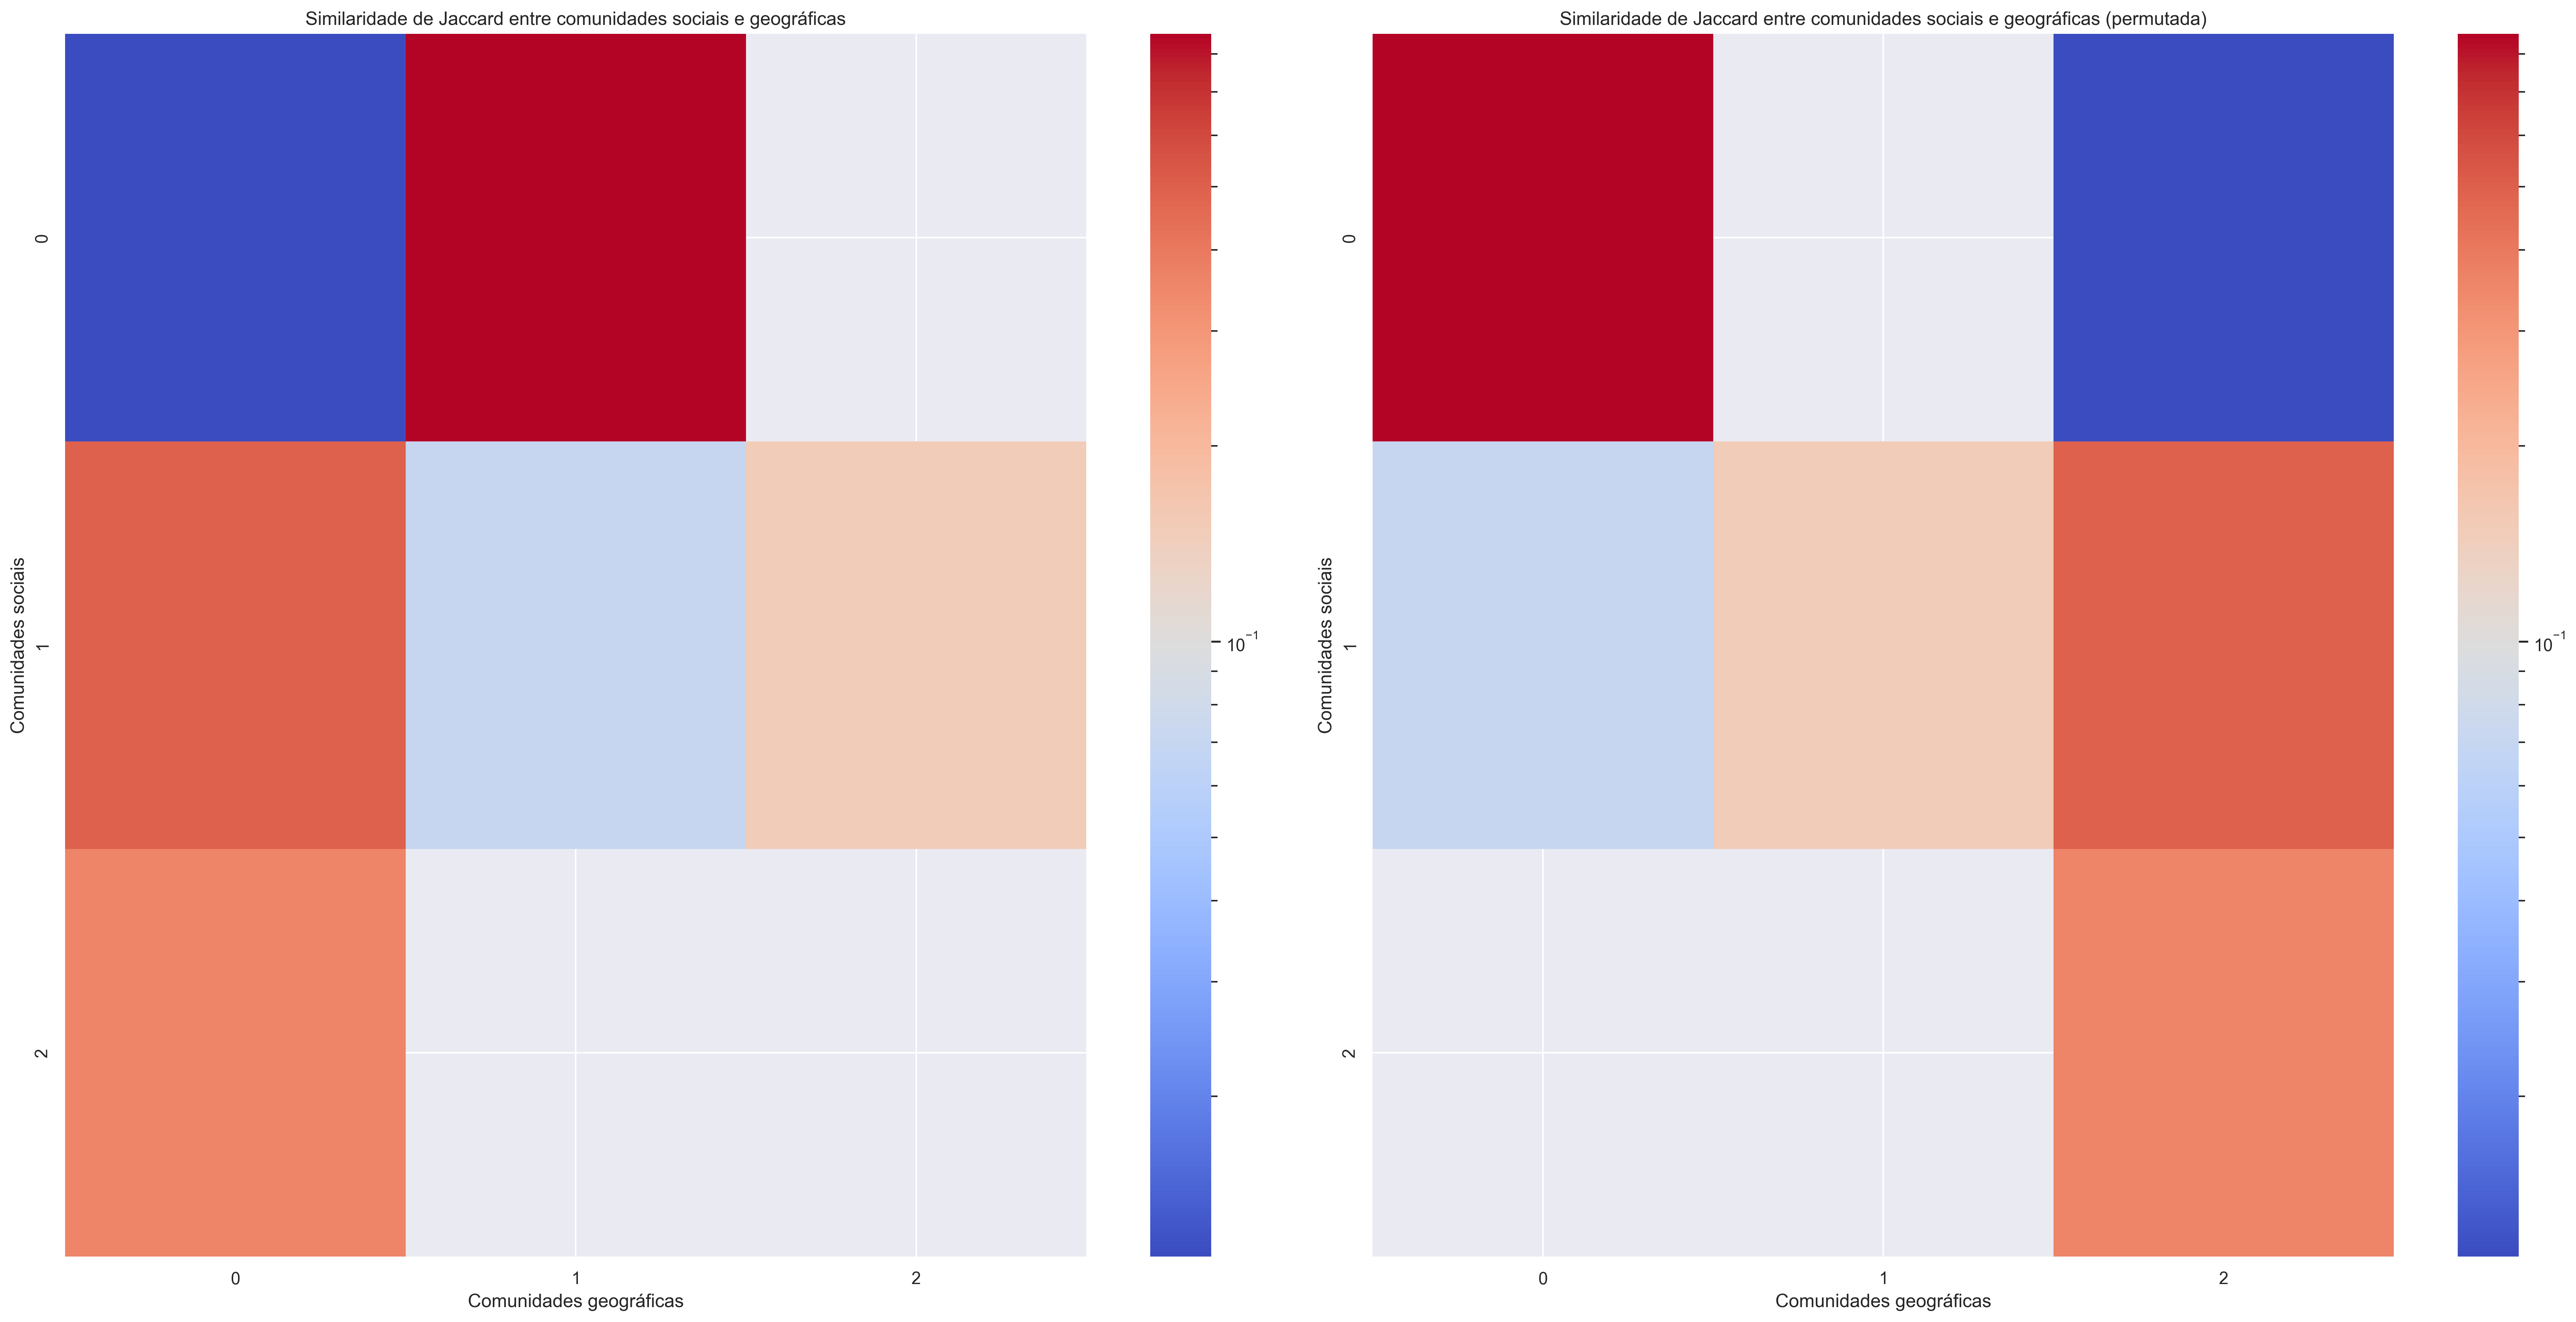 Similaridade de Jaccard entre comunidades sociais e geográficas
0
1
2
Comunidades sociais
0
1
2
Comunidades geográficas
10⁻¹
Similaridade de Jaccard entre comunidades sociais e geográficas (permutada)
0
1
2
Comunidades sociais
0
1
2
Comunidades geográficas
10⁻¹